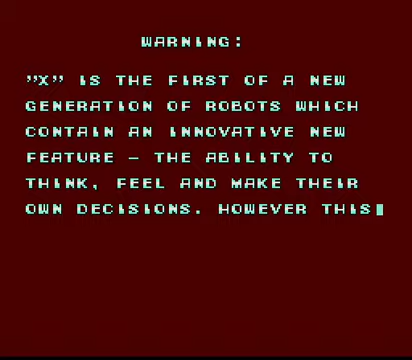 WARNING:
"X" IS THE FIRST OF A NEW
GENERATION OF ROBOTS WHICH
CONTAIN AN INNOVATIVE NEW
FEATURE – THE ABILITY TO
THINK, FEEL AND MAKE THEIR
OWN DECISIONS. HOWEVER THIS